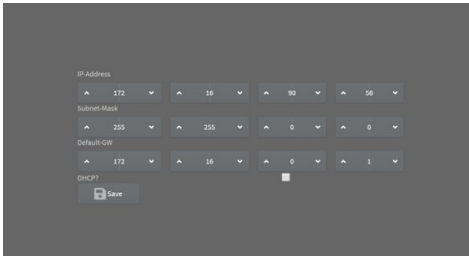 IP-Address
172 16 90 56
Subnet-Mask
255 255 0 0
Default-GW
172 16 0 1
DHCP?
Save